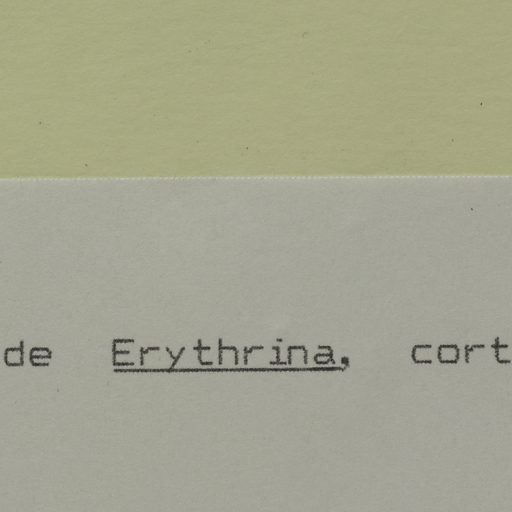 de Erythrina, cort